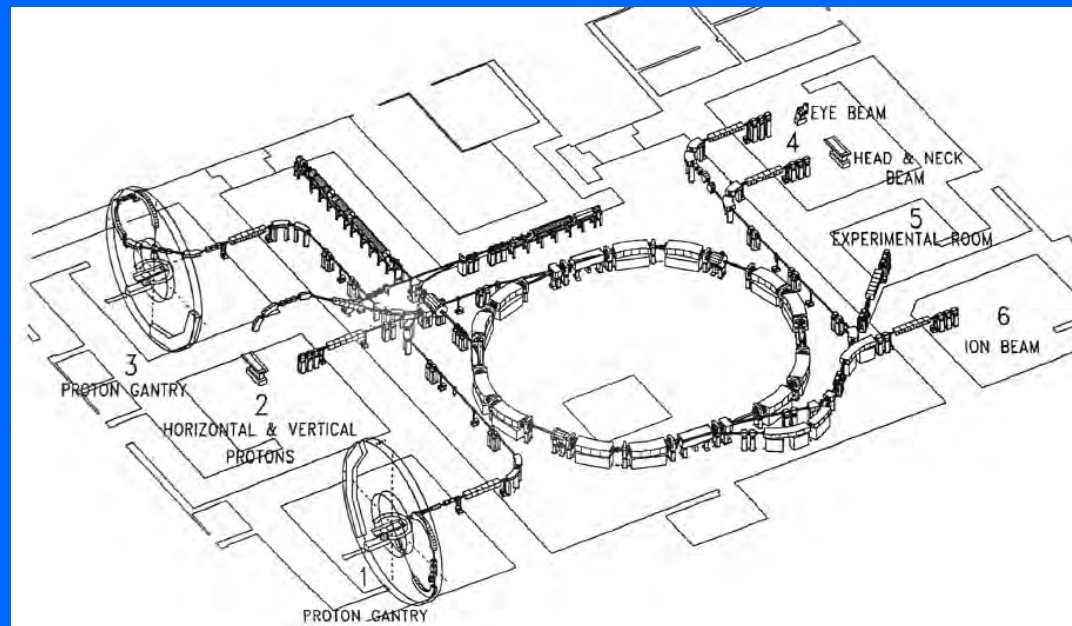 EYE BEAM
4
HEAD & NECK
BEAM
5
EXPERIMENTAL ROOM
6
ION BEAM
3
PROTON GANTRY
2
HORIZONTAL & VERTICAL
PROTONS
1
PROTON GANTRY